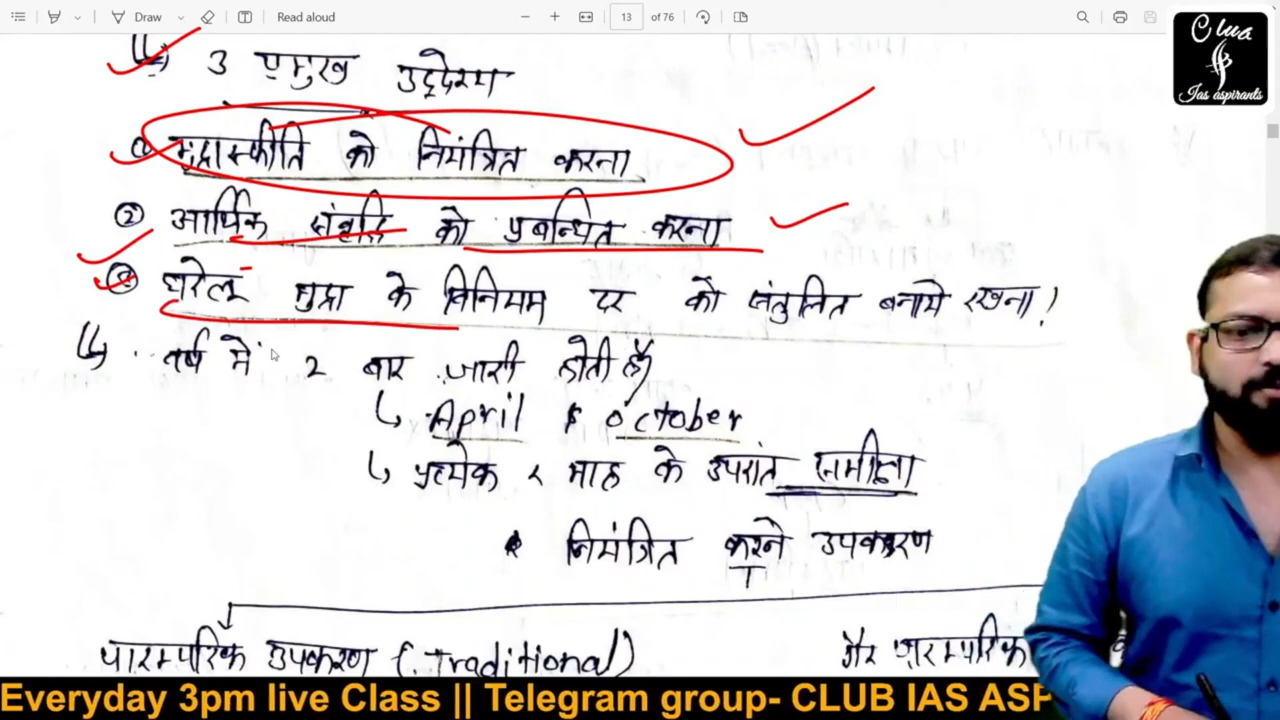 Draw
Read aloud
13 of 76
Club
Ias aspirants
3 प्रमुख उद्देश्य
① मुद्रास्फीति को नियंत्रित करना
② आर्थिक संवृद्धि को प्रबन्धित करना
③ घरेलू मुद्रा के विनिमय दर को संतुलित बनाये रखना!
वर्ष में 2 बार जारी होती है
April & October
प्रत्येक २ माह के उपरांत समीक्षा
नियंत्रित करने उपकरण
पारम्परिक उपकरण (Traditional)
गैर पारम्परिक
Everyday 3pm live Class || Telegram group- CLUB IAS ASP